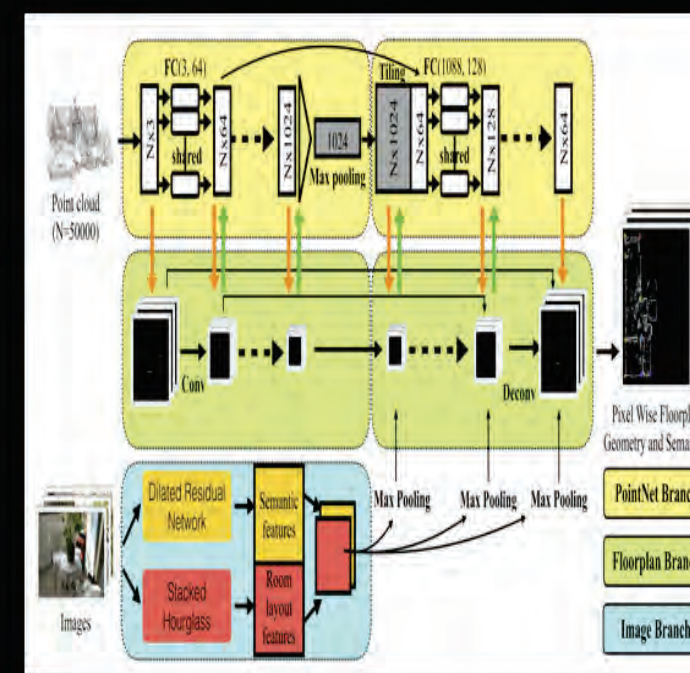 FC(3, 64)
FC(1088, 128)
Tiling
Nx3
Nx64
Nx1024
1024
Nx1024
Nx64
Nx128
Nx64
shared
shared
Max pooling
Point cloud
(N=50000)
Conv
Deconv
Pixel Wise Floorpl
Geometry and Sema
Max Pooling
Max Pooling
Max Pooling
PointNet Bran
Dilated Residual
Network
Semantic
features
Floorplan Bran
Stacked
Hourglass
Room
layout
features
Images
Image Branch